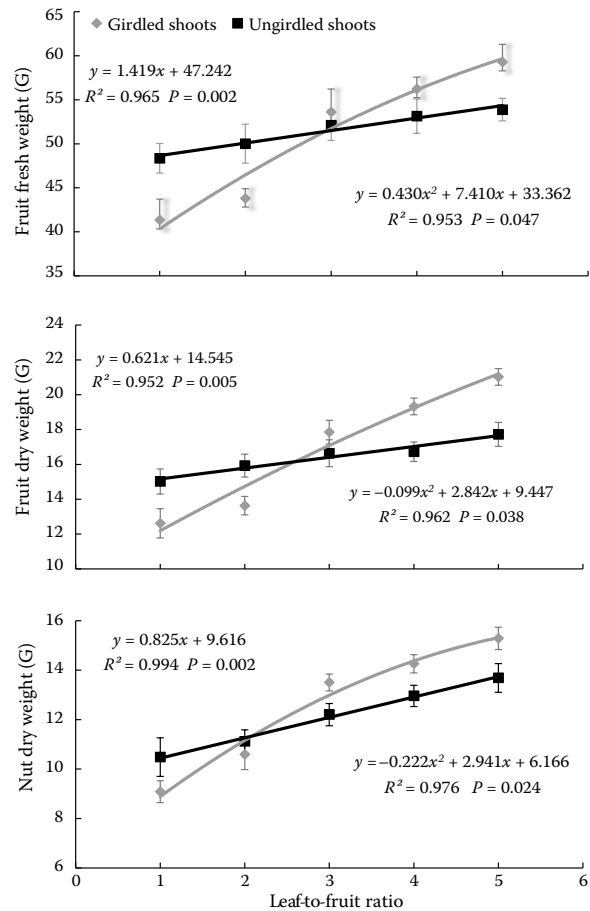 Girdled shoots Ungirdled shoots
Fruit fresh weight (G)
65
60
55
50
45
40
35
y = 1.419x + 47.242
R² = 0.965 P = 0.002
y = 0.430x² + 7.410x + 33.362
R² = 0.953 P = 0.047
Fruit dry weight (G)
24
22
20
18
16
14
12
10
y = 0.621x + 14.545
R² = 0.952 P = 0.005
y = –0.099x² + 2.842x + 9.447
R² = 0.962 P = 0.038
Nut dry weight (G)
16
14
12
10
8
6
y = 0.825x + 9.616
R² = 0.994 P = 0.002
y =–0.222x² + 2.941x + 6.166
R² = 0.976 P = 0.024
0 1 2 3 4 5 6
Leaf-to-fruit ratio